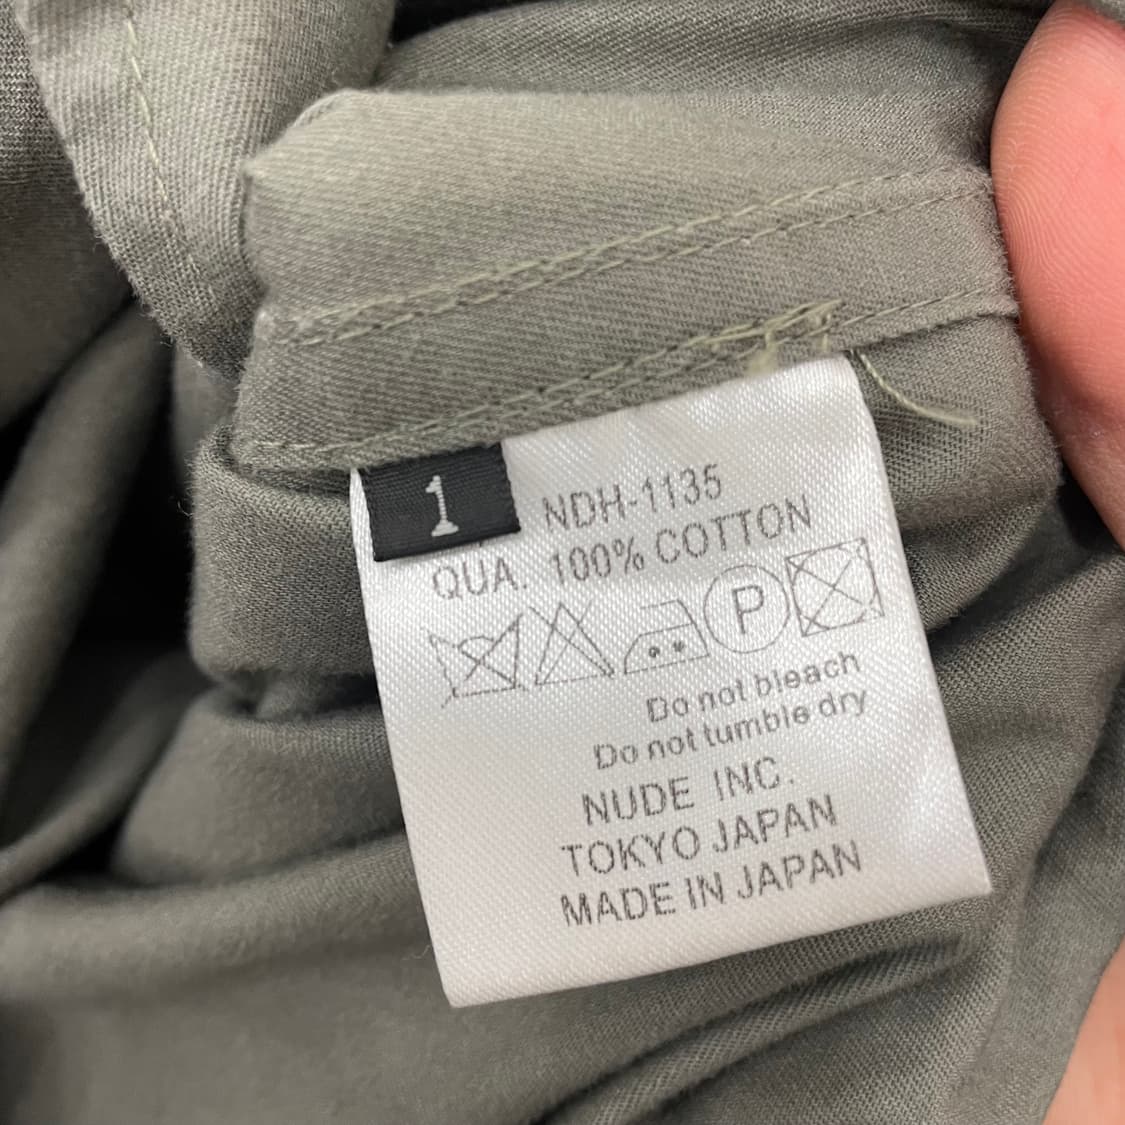 1
NDH-1135
QUA. 100% COTTON
P
Do not bleach
Do not tumble dry
NUDE INC.
TOKYO JAPAN
MADE IN JAPAN